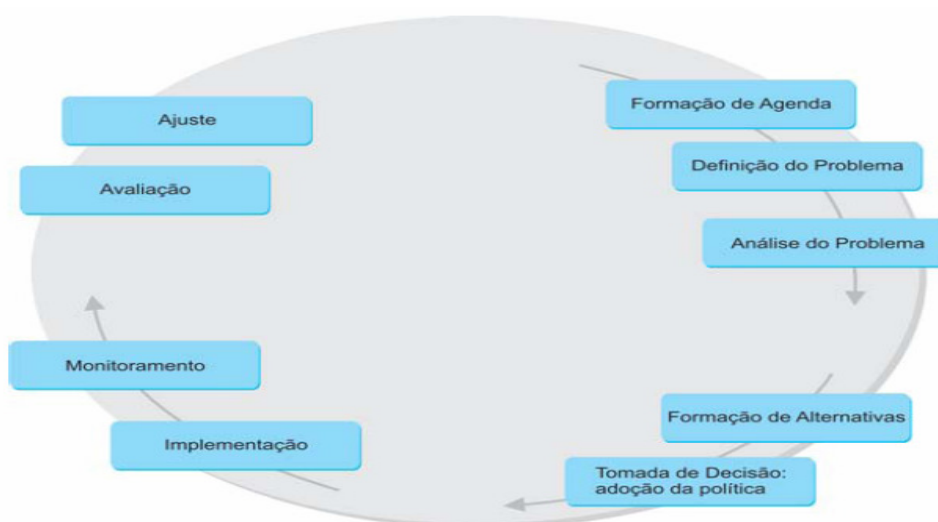 Formação de Agenda
Definição do Problema
Análise do Problema
Formação de Alternativas
Tomada de Decisão:
adoção da política
Implementação
Monitoramento
Avaliação
Ajuste